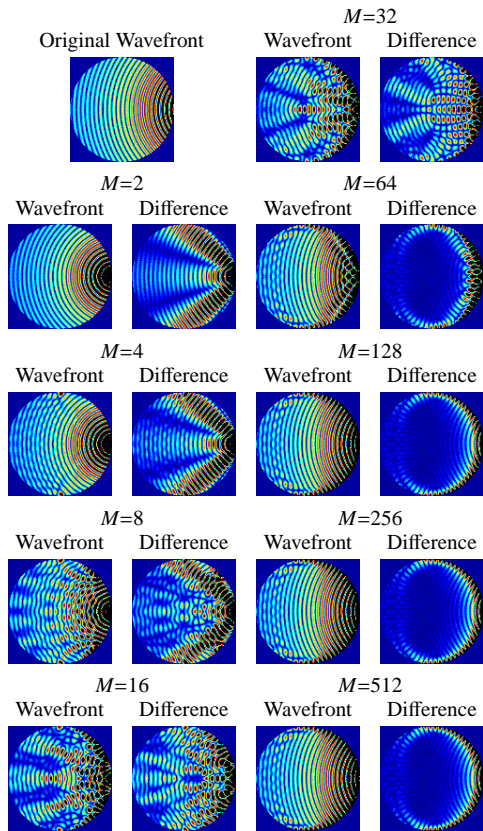 Original Wavefront
M=32
Wavefront Difference
M=2
Wavefront Difference
M=64
Wavefront Difference
M=4
Wavefront Difference
M=128
Wavefront Difference
M=8
Wavefront Difference
M=256
Wavefront Difference
M=16
Wavefront Difference
M=512
Wavefront Difference